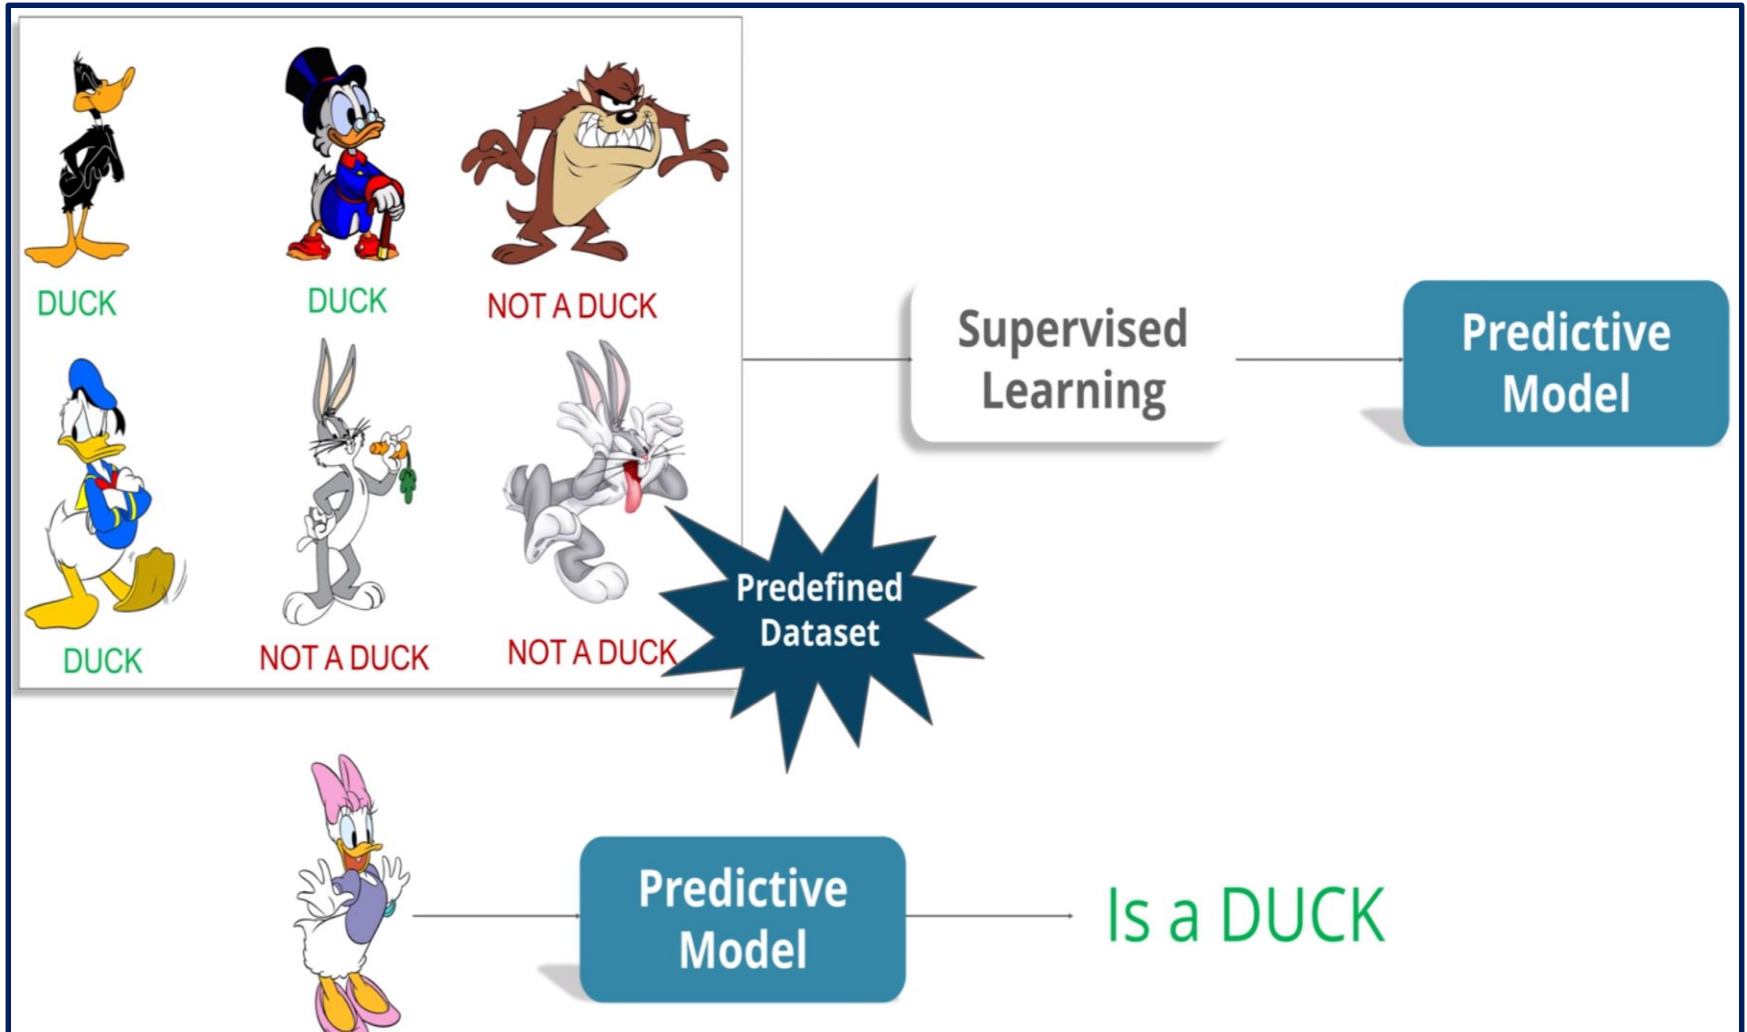 DUCK
DUCK
NOT A DUCK
DUCK
NOT A DUCK
NOT A DUCK
Predefined
Dataset
Supervised
Learning
Predictive
Model
Predictive
Model
Is a DUCK